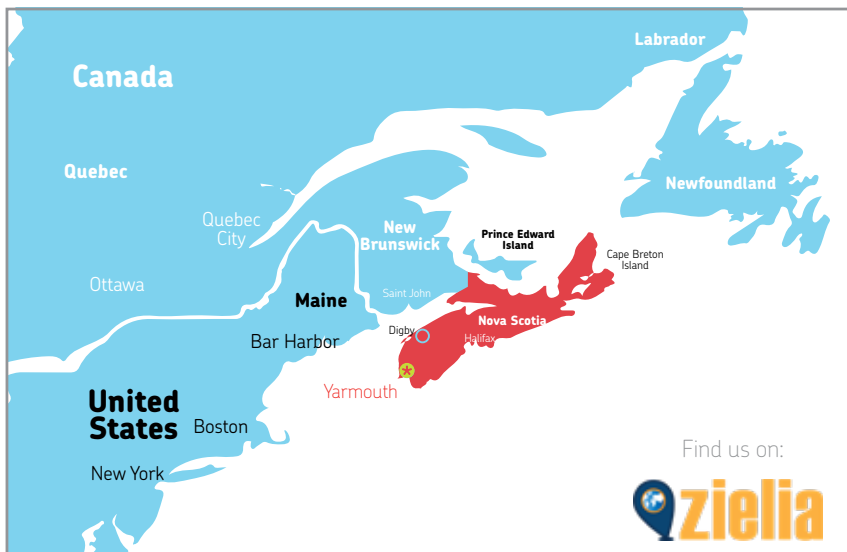 Labrador
Canada
Quebec
Newfoundland
Quebec
City
New
Brunswick
Prince Edward
Island
Cape Breton
Island
Ottawa
Maine
Saint John
Nova Scotia
Digby
Bar Harbor
Halifax
Yarmouth
United
States
Boston
New York
Find us on:
zielia